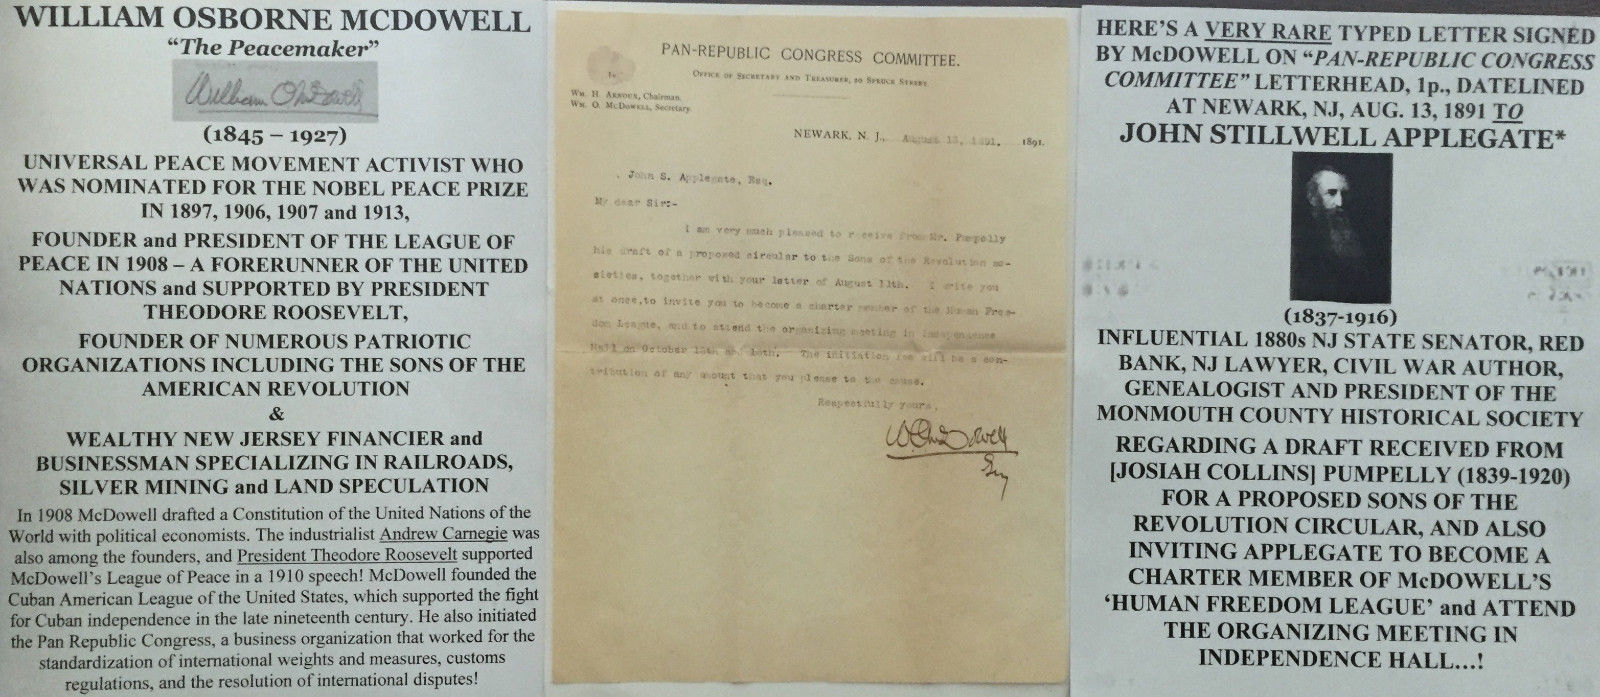 WILLIAM OSBORNE MCDOWELL
“The Peacemaker”
William O McDowell
(1845 – 1927)
UNIVERSAL PEACE MOVEMENT ACTIVIST WHO
WAS NOMINATED FOR THE NOBEL PEACE PRIZE
IN 1897, 1906, 1907 and 1913,
FOUNDER and PRESIDENT OF THE LEAGUE OF
PEACE IN 1908 – A FORERUNNER OF THE UNITED
NATIONS and SUPPORTED BY PRESIDENT
THEODORE ROOSEVELT,
FOUNDER OF NUMEROUS PATRIOTIC
ORGANIZATIONS INCLUDING THE SONS OF THE
AMERICAN REVOLUTION
&
WEALTHY NEW JERSEY FINANCIER and
BUSINESSMAN SPECIALIZING IN RAILROADS,
SILVER MINING and LAND SPECULATION
In 1908 McDowell drafted a Constitution of the United Nations of the
World with political economists. The industrialist Andrew Carnegie was
also among the founders, and President Theodore Roosevelt supported
McDowell’s League of Peace in a 1910 speech! McDowell founded the
Cuban American League of the United States, which supported the fight
for Cuban independence in the late nineteenth century. He also initiated
the Pan Republic Congress, a business organization that worked for the
standardization of international weights and measures, customs
regulations, and the resolution of international disputes!
PAN-REPUBLIC CONGRESS COMMITTEE.
OFFICE OF SECRETARY AND TREASURER, 20 SPRUCE STREET.
WM. H. ARNOUX, Chairman.
WM. O. MCDOWELL, Secretary.
NEWARK, N. J., August 13, 1891. 1891.
John S. Applegate, Esq.
My dear Sir:-
I am very much pleased to receive from Mr. Pumpelly
his draft of a proposed circular to the Sons of the Revolution so-
cieties, together with your letter of August 11th. I write you
at once, to invite you to become a charter member of the Human Free-
dom League, and to attend the organizing meeting in Independence
Hall on October 12th and The initiation fee will be a con-
tribution of any amount that you please to the cause.
Respectfully yours,
W O McDowell
HERE’S A VERY RARE TYPED LETTER SIGNED
BY McDOWELL ON “PAN-REPUBLIC CONGRESS
COMMITTEE” LETTERHEAD, 1p., DATELINED
AT NEWARK, NJ, AUG. 13, 1891 TO
JOHN STILLWELL APPLEGATE*
(1837-1916)
INFLUENTIAL 1880s NJ STATE SENATOR, RED
BANK, NJ LAWYER, CIVIL WAR AUTHOR,
GENEALOGIST AND PRESIDENT OF THE
MONMOUTH COUNTY HISTORICAL SOCIETY
REGARDING A DRAFT RECEIVED FROM
[JOSIAH COLLINS] PUMPELLY (1839-1920)
FOR A PROPOSED SONS OF THE
REVOLUTION CIRCULAR, AND ALSO
INVITING APPLEGATE TO BECOME A
CHARTER MEMBER OF McDOWELL’S
‘HUMAN FREEDOM LEAGUE’ and ATTEND
THE ORGANIZING MEETING IN
INDEPENDENCE HALL…!